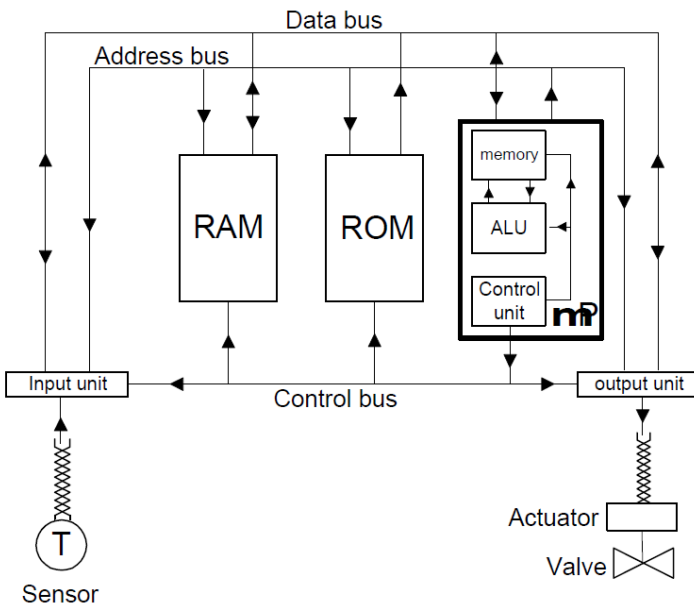 Data bus
Address bus
memory
RAM
ROM
ALU
Control
unit
mP
Input unit
Control bus
output unit
T
Sensor
Actuator
Valve